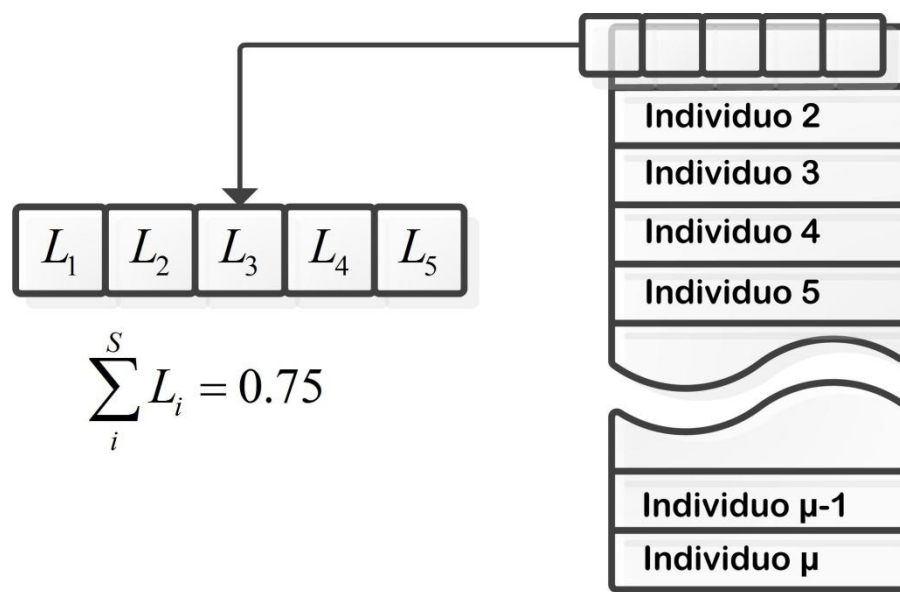 Individuo 2
Individuo 3
Individuo 4
Individuo 5
Individuo µ-1
Individuo µ
L₁ L₂ L₃ L₄ L₅
S
∑ Lᵢ = 0.75
i